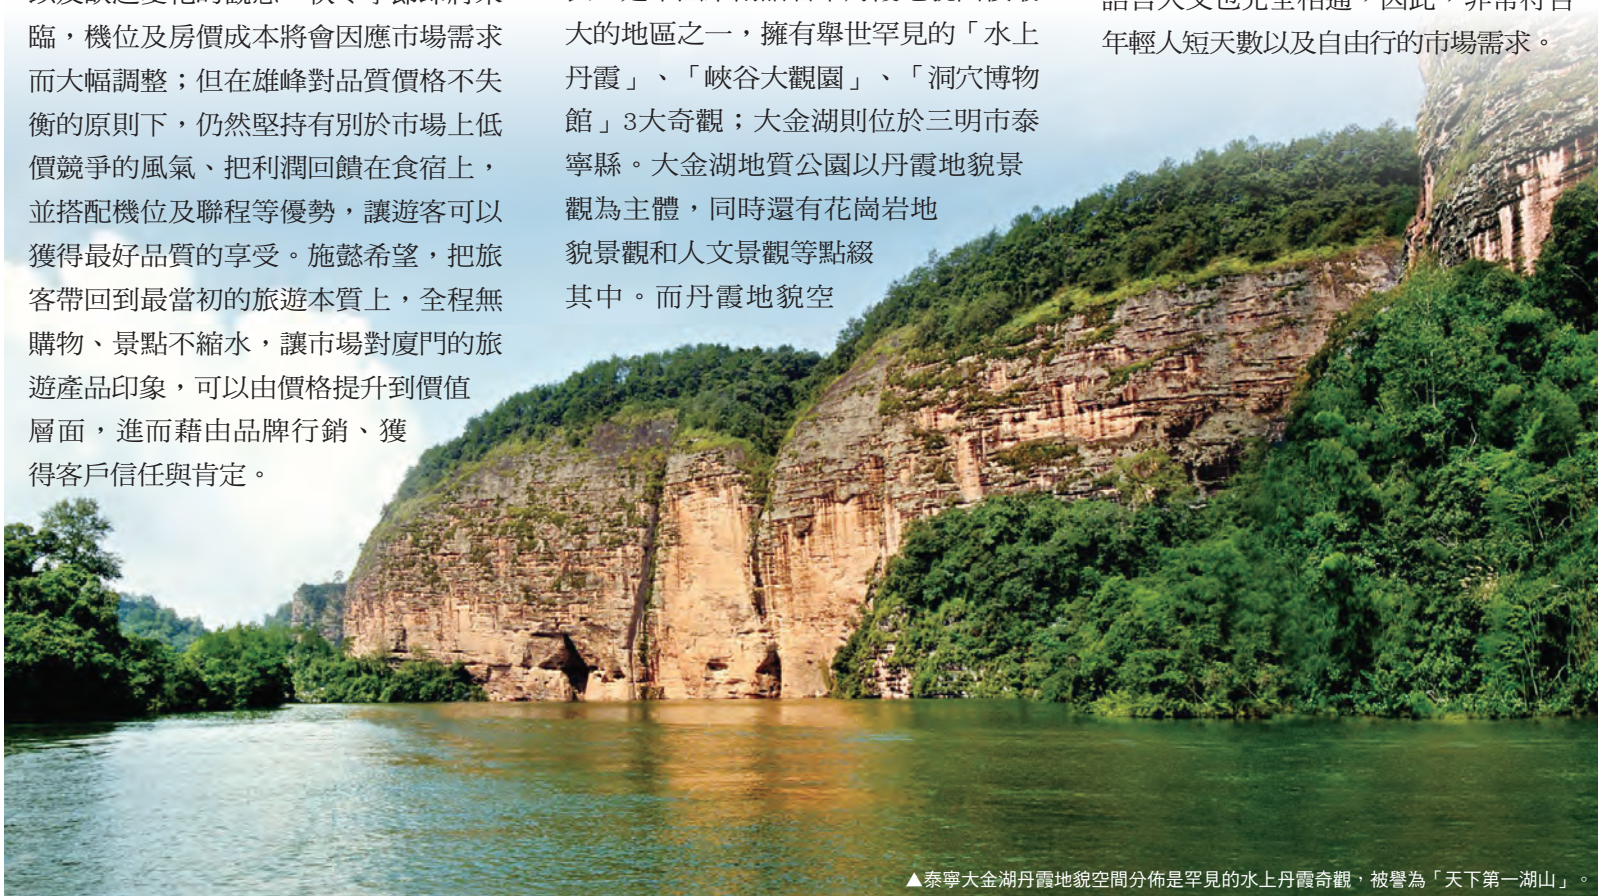 臨，機位及房價成本將會因應市場需求
而大幅調整；但在雄峰對品質價格不失
衡的原則下，仍然堅持有別於市場上低
價競爭的風氣、把利潤回饋在食宿上，
並搭配機位及聯程等優勢，讓遊客可以
獲得最好品質的享受。施懿希望，把旅
客帶回到最當初的旅遊本質上，全程無
購物、景點不縮水，讓市場對廈門的旅
遊產品印象，可以由價格提升到價值
層面，進而藉由品牌行銷、獲
得客戶信任與肯定。
大的地區之一，擁有舉世罕見的「水上
丹霞」、「峽谷大觀園」、「洞穴博物
館」3大奇觀；大金湖則位於三明市泰
寧縣。大金湖地質公園以丹霞地貌景
觀為主體，同時還有花崗岩地
貌景觀和人文景觀等點綴
其中。而丹霞地貌空
語言人文也完全相通，因此，非常符合
年輕人短天數以及自由行的市場需求。
▲泰寧大金湖丹霞地貌空間分佈是罕見的水上丹霞奇觀，被譽為「天下第一湖山」。